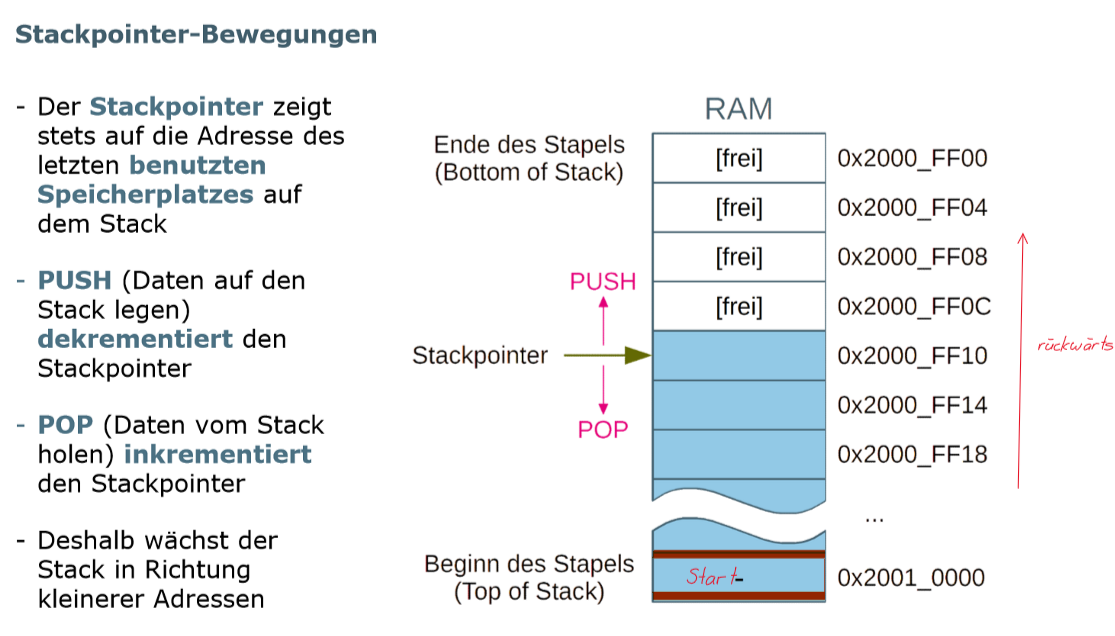 Stackpointer-Bewegungen
- Der Stackpointer zeigt
stets auf die Adresse des
letzten benutzten
Speicherplatzes auf
dem Stack
- PUSH (Daten auf den
Stack legen)
dekrementiert den
Stackpointer
- POP (Daten vom Stack
holen) inkrementiert
den Stackpointer
- Deshalb wächst der
Stack in Richtung
kleinerer Adressen
RAM
Ende des Stapels
(Bottom of Stack)
[frei] 0x2000_FF00
[frei] 0x2000_FF04
[frei] 0x2000_FF08
PUSH
[frei] 0x2000_FF0C
Stackpointer
0x2000_FF10
rückwärts
POP
0x2000_FF14
0x2000_FF18
...
Beginn des Stapels
(Top of Stack)
Start
0x2001_0000